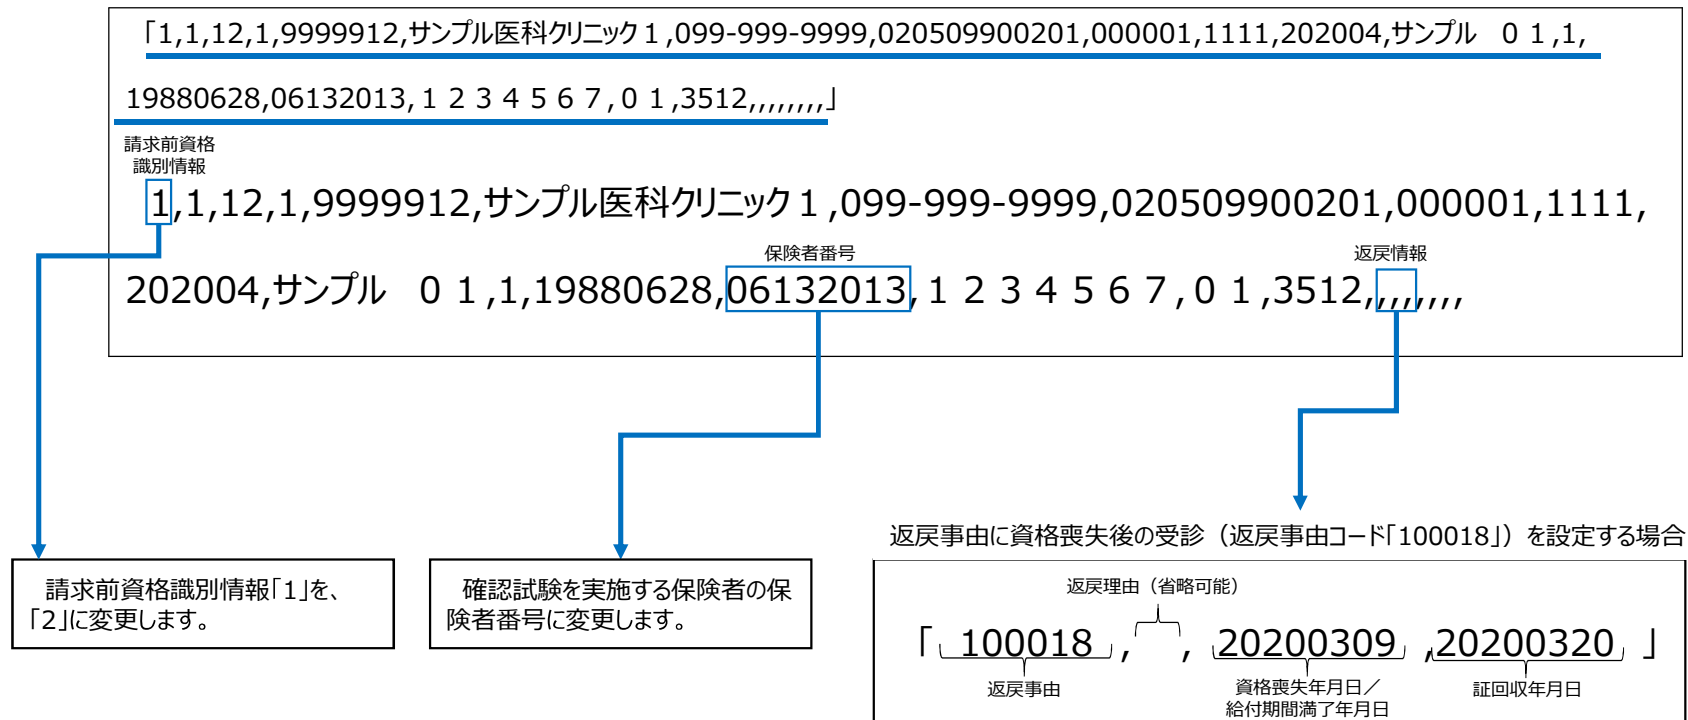 「1,1,12,1,9999912,サンプル医科クリニック１,099-999-9999,020509900201,000001,1111,202004,サンプル　０１,1,
19880628,06132013,１２３４５６７,０１,3512,,,,,,,,,」
請求前資格
識別情報
1,1,12,1,9999912,サンプル医科クリニック１,099-999-9999,020509900201,000001,1111,
保険者番号
返戻情報
202004,サンプル　０１,1,19880628,06132013,１２３４５６７,０１,3512,,,,,,,,,
返戻事由に資格喪失後の受診（返戻事由コード「100018」）を設定する場合
請求前資格識別情報「1」を、
「2」に変更します。
確認試験を実施する保険者の保
険者番号に変更します。
返戻理由（省略可能）
「 100018 , , 20200309 ,20200320 」
返戻事由
資格喪失年月日／
給付期間満了年月日
証回収年月日